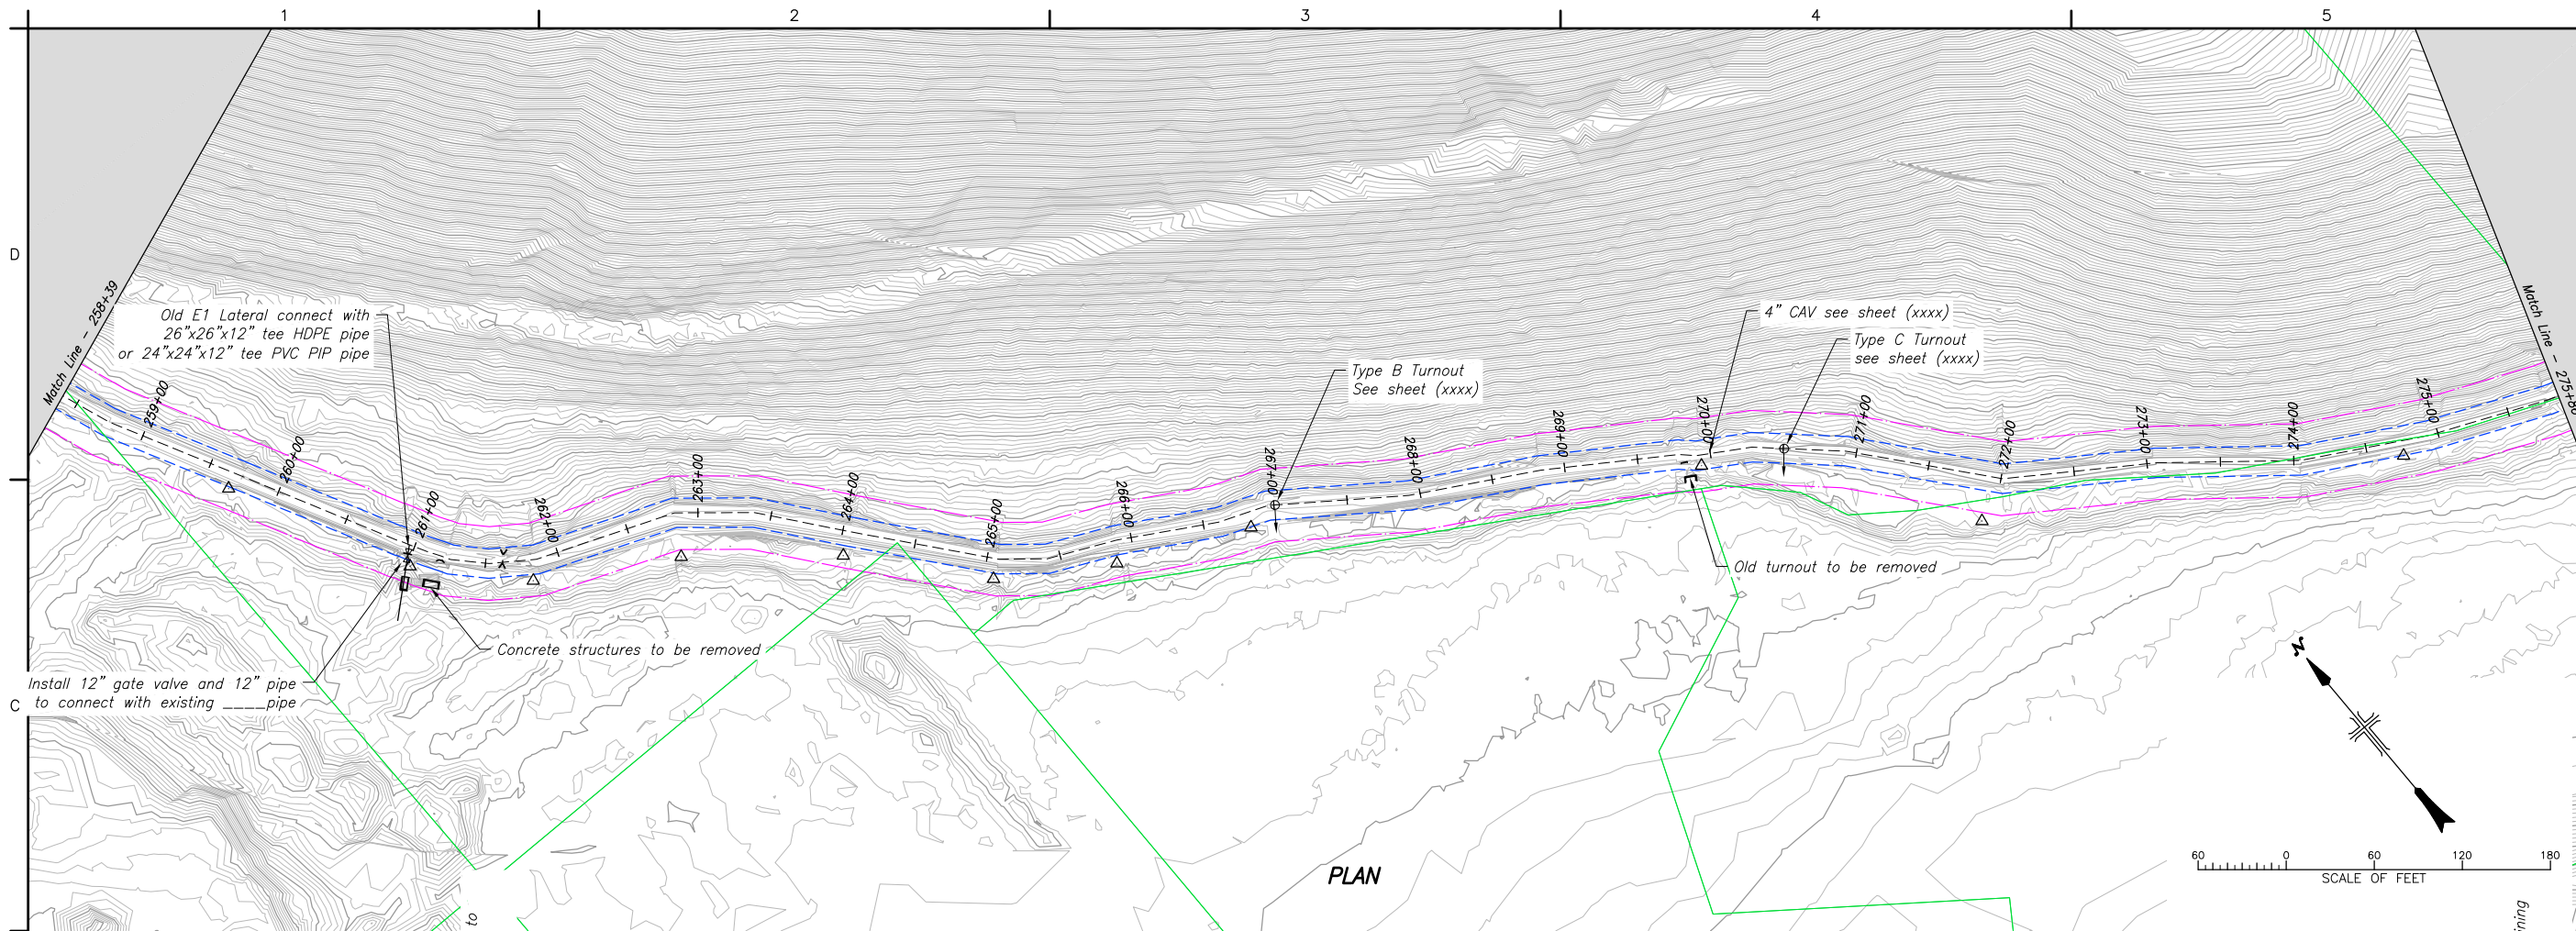 1 2 3 4 5
D
C
Match Line - 258+39
Old E1 Lateral connect with
26"x26"x12" tee HDPE pipe
or 24"x24"x12" tee PVC PIP pipe
4" CAV see sheet (xxxx)
Type C Turnout
see sheet (xxxx)
Type B Turnout
See sheet (xxxx)
Match Line - 275+8
259+00
260+00
261+00
262+00
263+00
264+00
265+00
266+00
267+00
268+00
269+00
270+00
271+00
272+00
273+00
274+00
275+00
Old turnout to be removed
Concrete structures to be removed
Install 12" gate valve and 12" pipe
to connect with existing ____pipe
N
PLAN
60 0 60 120 180
SCALE OF FEET
to